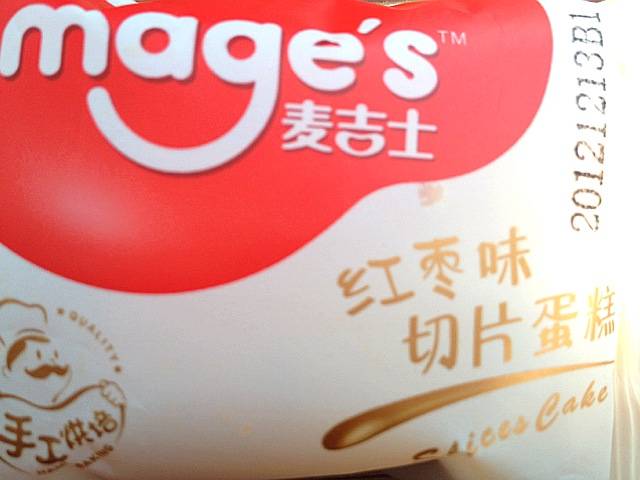 mage's™
麦吉士
20121213B1
红枣味
切片蛋糕
Slices Cake
QUALITY
手工烘焙
BAKING